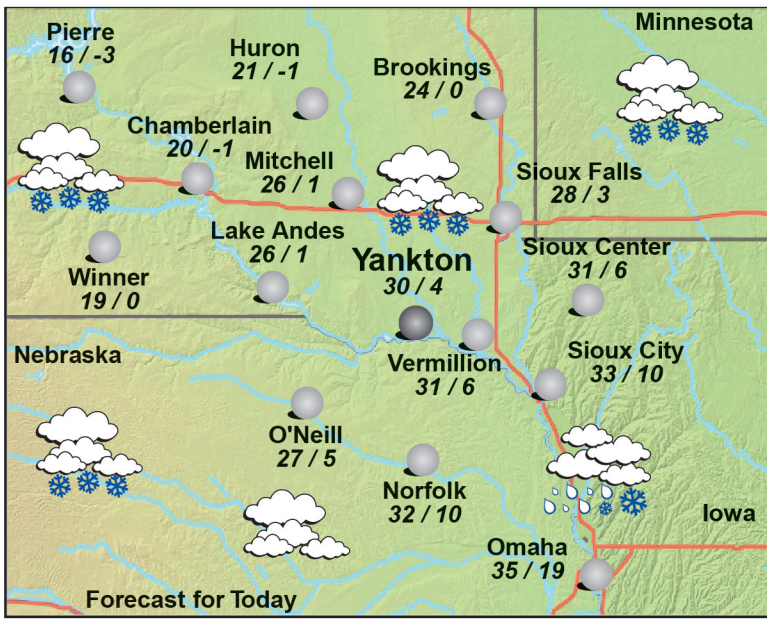 Minnesota
Pierre
16 / -3
Huron
21 / -1
Brookings
24 / 0
Chamberlain
20 / -1
Mitchell
26 / 1
Sioux Falls
28 / 3
Lake Andes
26 / 1
Yankton
30 / 4
Sioux Center
31 / 6
Winner
19 / 0
Nebraska
Vermillion
31 / 6
Sioux City
33 / 10
O'Neill
27 / 5
Norfolk
32 / 10
Iowa
Omaha
35 / 19
Forecast for Today